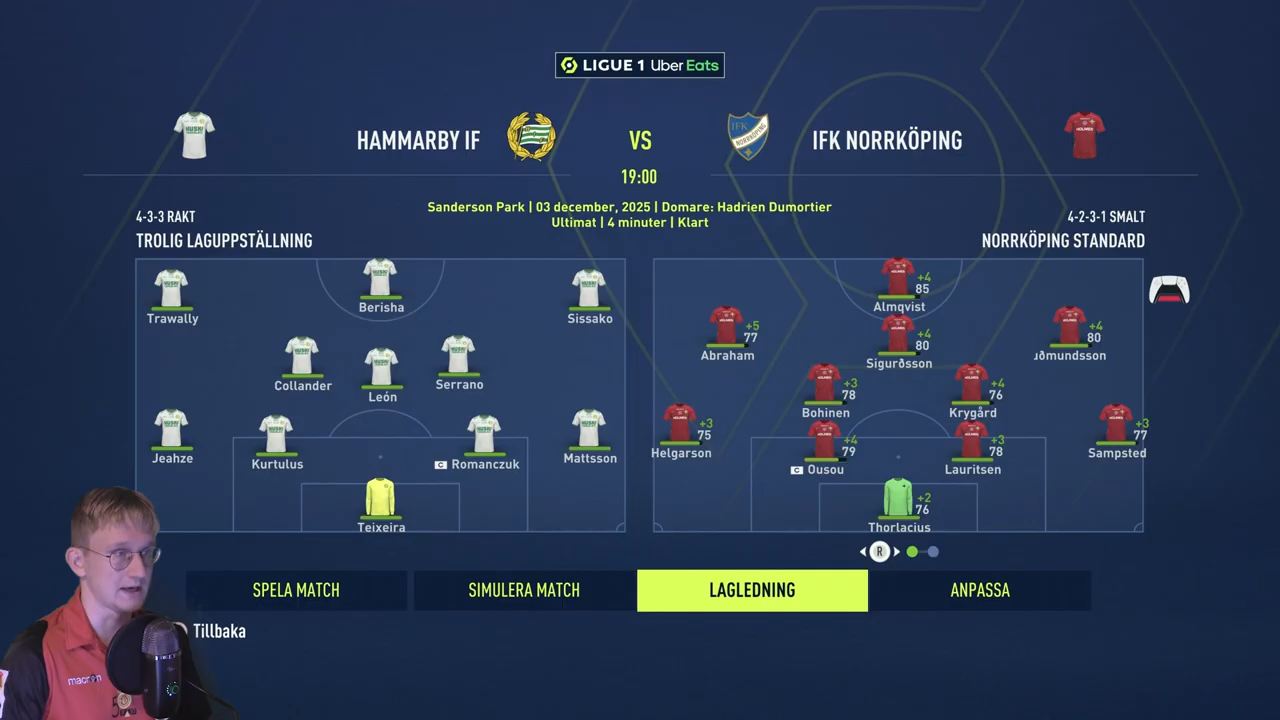 LIGUE 1 Uber Eats
HAMMARBY IF VS IFK NORRKÖPING
19:00
Sanderson Park | 03 december, 2025 | Domare: Hadrien Dumortier
Ultimat | 4 minuter | Klart
4-3-3 RAKT
TROLIG LAGUPPSTÄLLNING
4-2-3-1 SMALT
NORRKÖPING STANDARD
Trawally
Berisha
Sissako
Collander
León
Serrano
Jeahze
Kurtulus
C Romanczuk
Mattsson
Teixeira
+4
85
Almqvist
+5
77
Abraham
+4
80
Sigurðsson
+4
80
uðmundsson
+3
78
Bohinen
+4
76
Krygård
+3
75
Helgarson
+4
79
C Ousou
+3
78
Lauritsen
+3
77
Sampsted
+2
76
Thorlacius
R
SPELA MATCH
SIMULERA MATCH
LAGLEDNING
ANPASSA
Tillbaka
macron